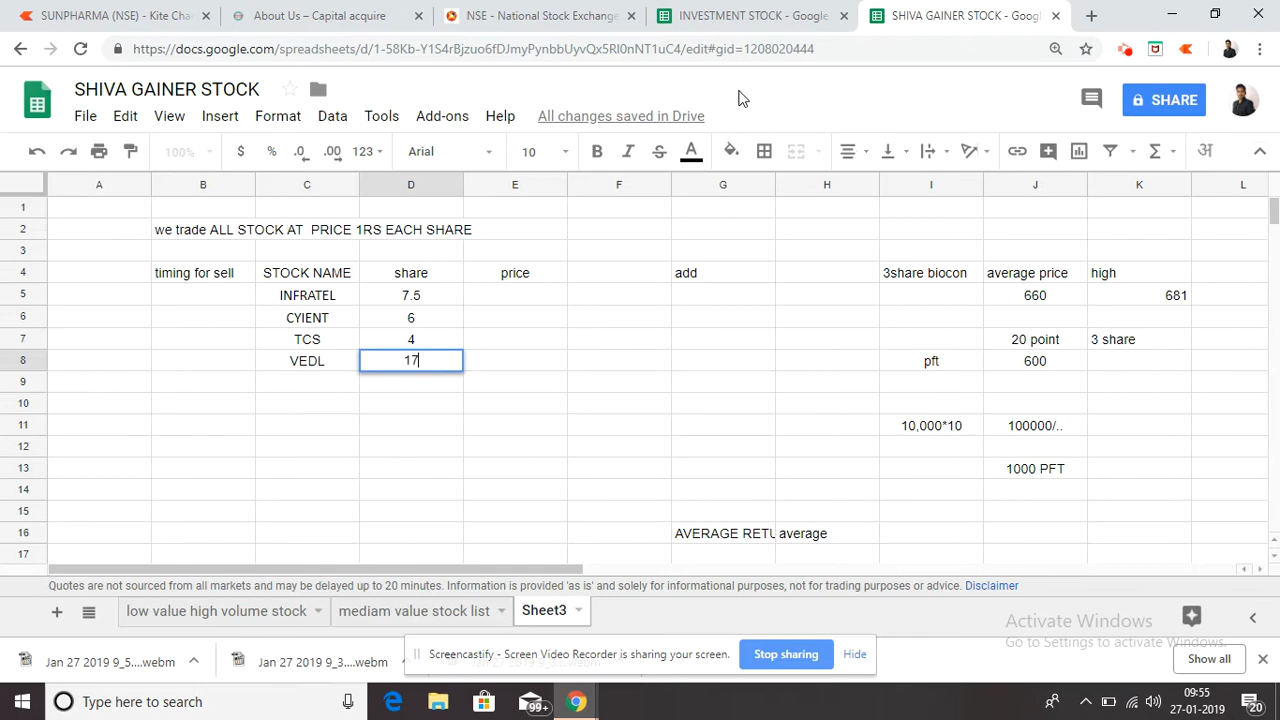 SUNPHARMA (NSE) - Kite Cha
About Us – Capital acquire
NSE - National Stock Exchange
INVESTMENT STOCK - Google
SHIVA GAINER STOCK - Goog
https://docs.google.com/spreadsheets/d/1-58Kb-Y1S4rBjzuo6fDJmyPynbbUyvQx5Rl0nNT1uC4/edit#gid=1208020444
SHIVA GAINER STOCK
File Edit View Insert Format Data Tools Add-ons Help All changes saved in Drive
SHARE
100% $ % .0 .00 123 Arial 10 B I S A अ
A B C D E F G H I J K L
1
2 we trade ALL STOCK AT PRICE 1RS EACH SHARE
3
4 timing for sell STOCK NAME share price add 3share biocon average price high
5 INFRATEL 7.5 660 681
6 CYIENT 6
7 TCS 4 20 point 3 share
8 VEDL 17 pft 600
9
10
11 10,000*10 100000/..
12
13 1000 PFT
14
15
16 AVERAGE RETU average
17
Quotes are not sourced from all markets and may be delayed up to 20 minutes. Information is provided 'as is' and solely for informational purposes, not for trading purposes or advice. Disclaimer
low value high volume stock mediam value stock list Sheet3
Activate Windows
Go to Settings to activate Windows.
Screencastify - Screen Video Recorder is sharing your screen. Stop sharing Hide
Jan 27 2019 9_5....webm Jan 27 2019 9_3....webm Show all
Type here to search
99+
09:55
27-01-2019
20